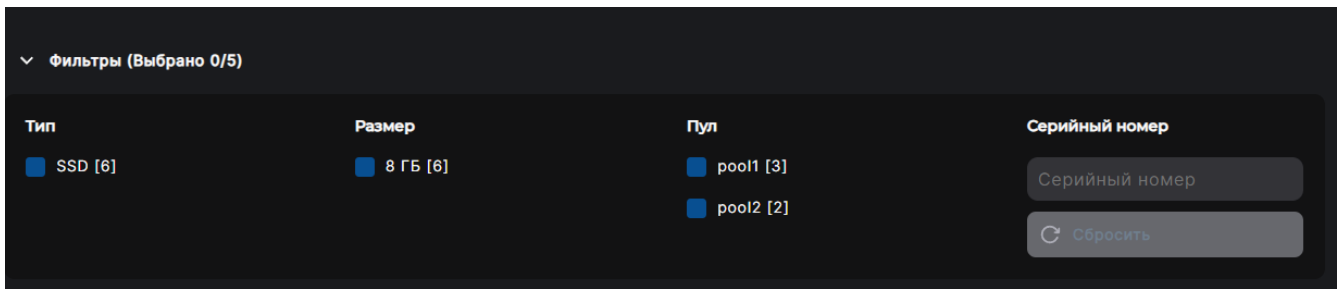 Фильтры (Выбрано 0/5)
Тип
SSD [6]
Размер
8 ГБ [6]
Пул
pool1 [3]
pool2 [2]
Серийный номер
Серийный номер
Сбросить